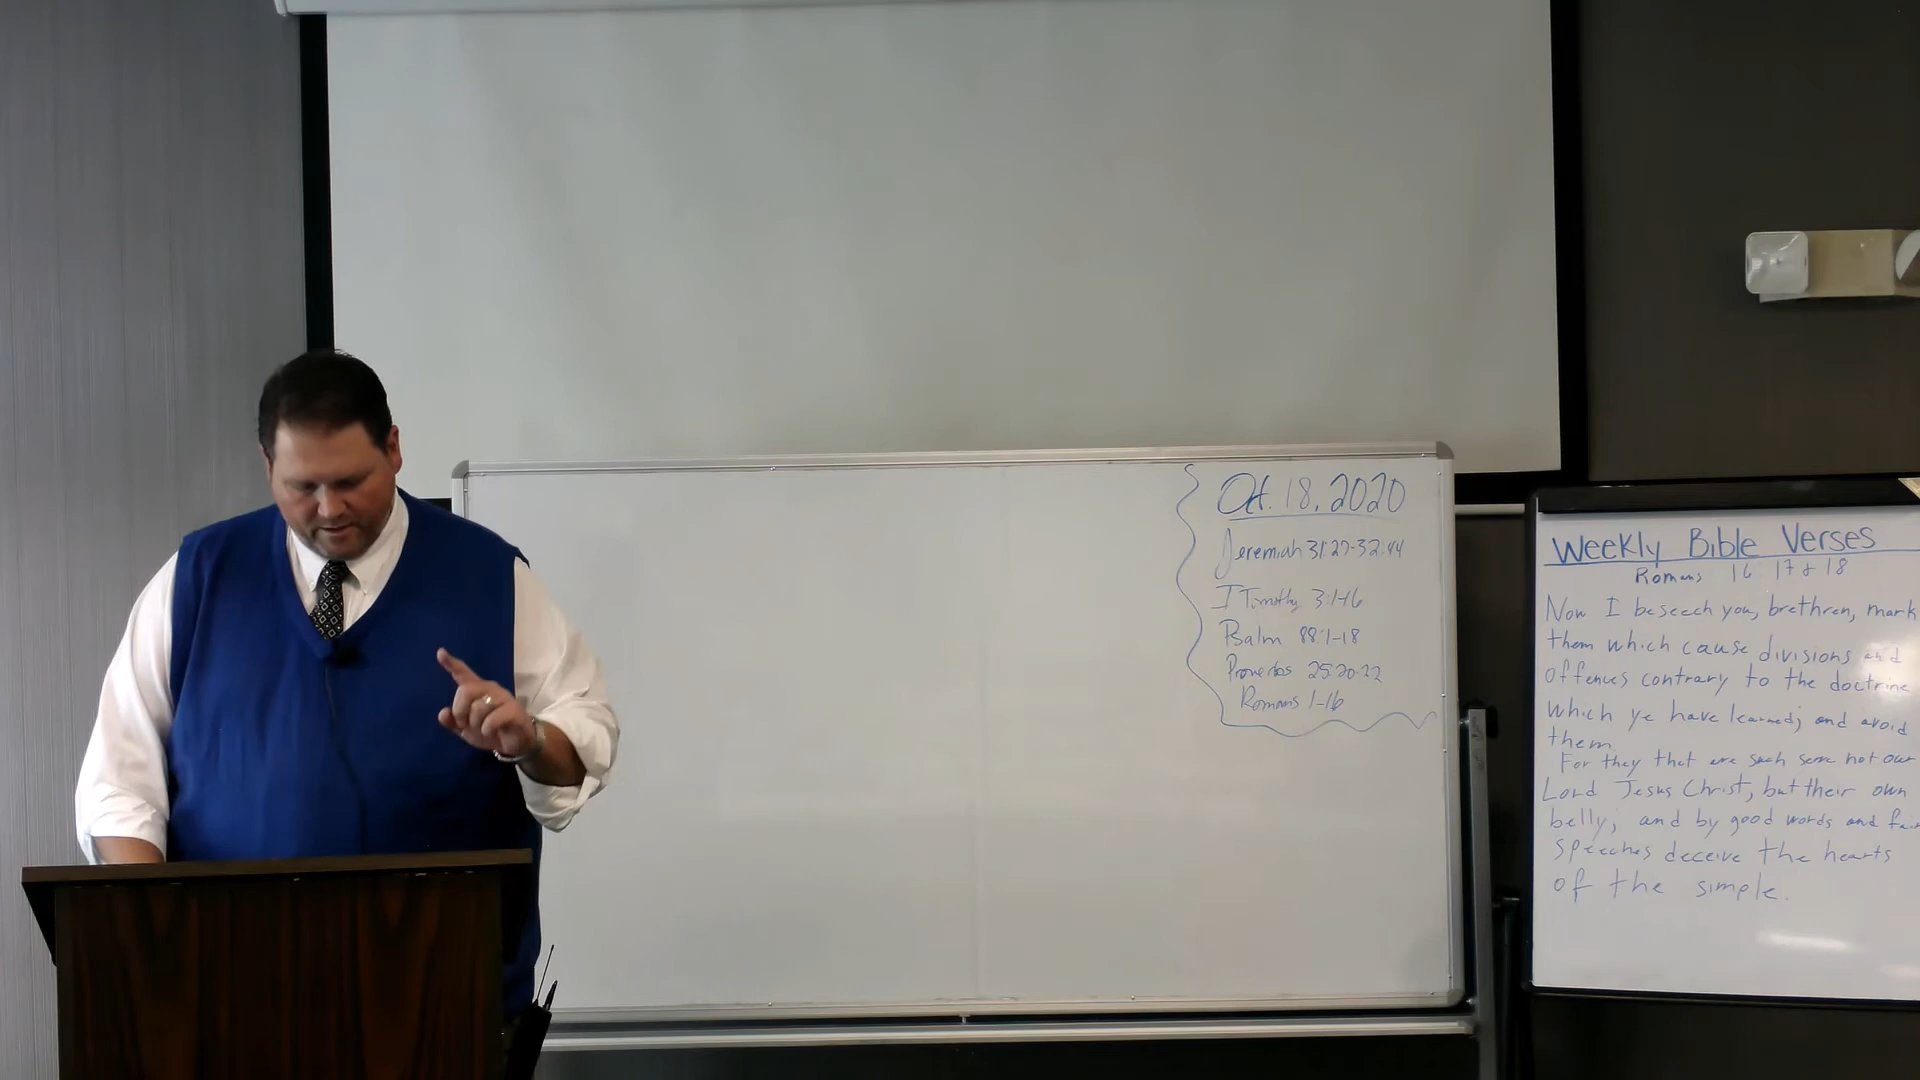 Oct. 18, 2020
Jeremiah 31:27-32:44
I Timothy 3:1-16
Psalm 88:1-18
Proverbs 25:20-22
Romans 1-16
Weekly Bible Verses
Romans 16 17 & 18
Now I beseech you, brethren, mark
them which cause divisions and
offences contrary to the doctrine
which ye have learned; and avoid
them.
For they that are such serve not our
Lord Jesus Christ, but their own
belly; and by good words and fair
speeches deceive the hearts
of the simple.